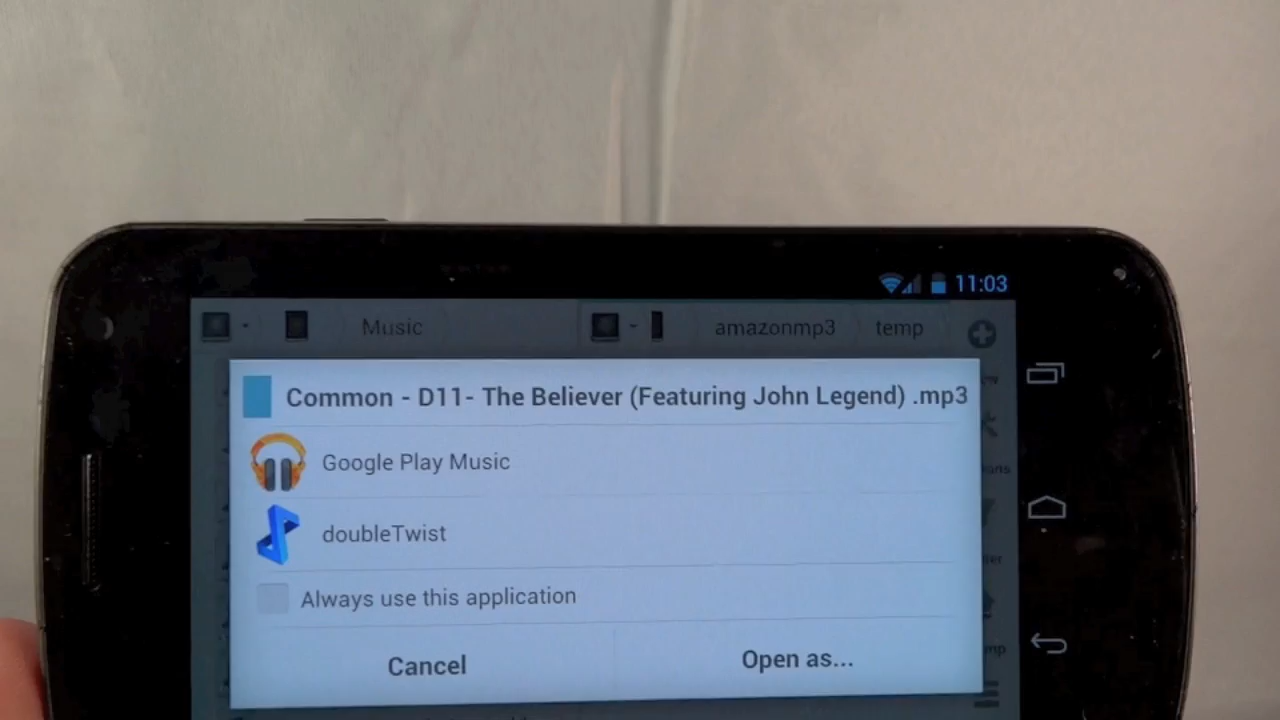 11:03
Music
amazonmp3
temp
Common - D11- The Believer (Featuring John Legend) .mp3
Google Play Music
doubleTwist
Always use this application
Cancel
Open as...